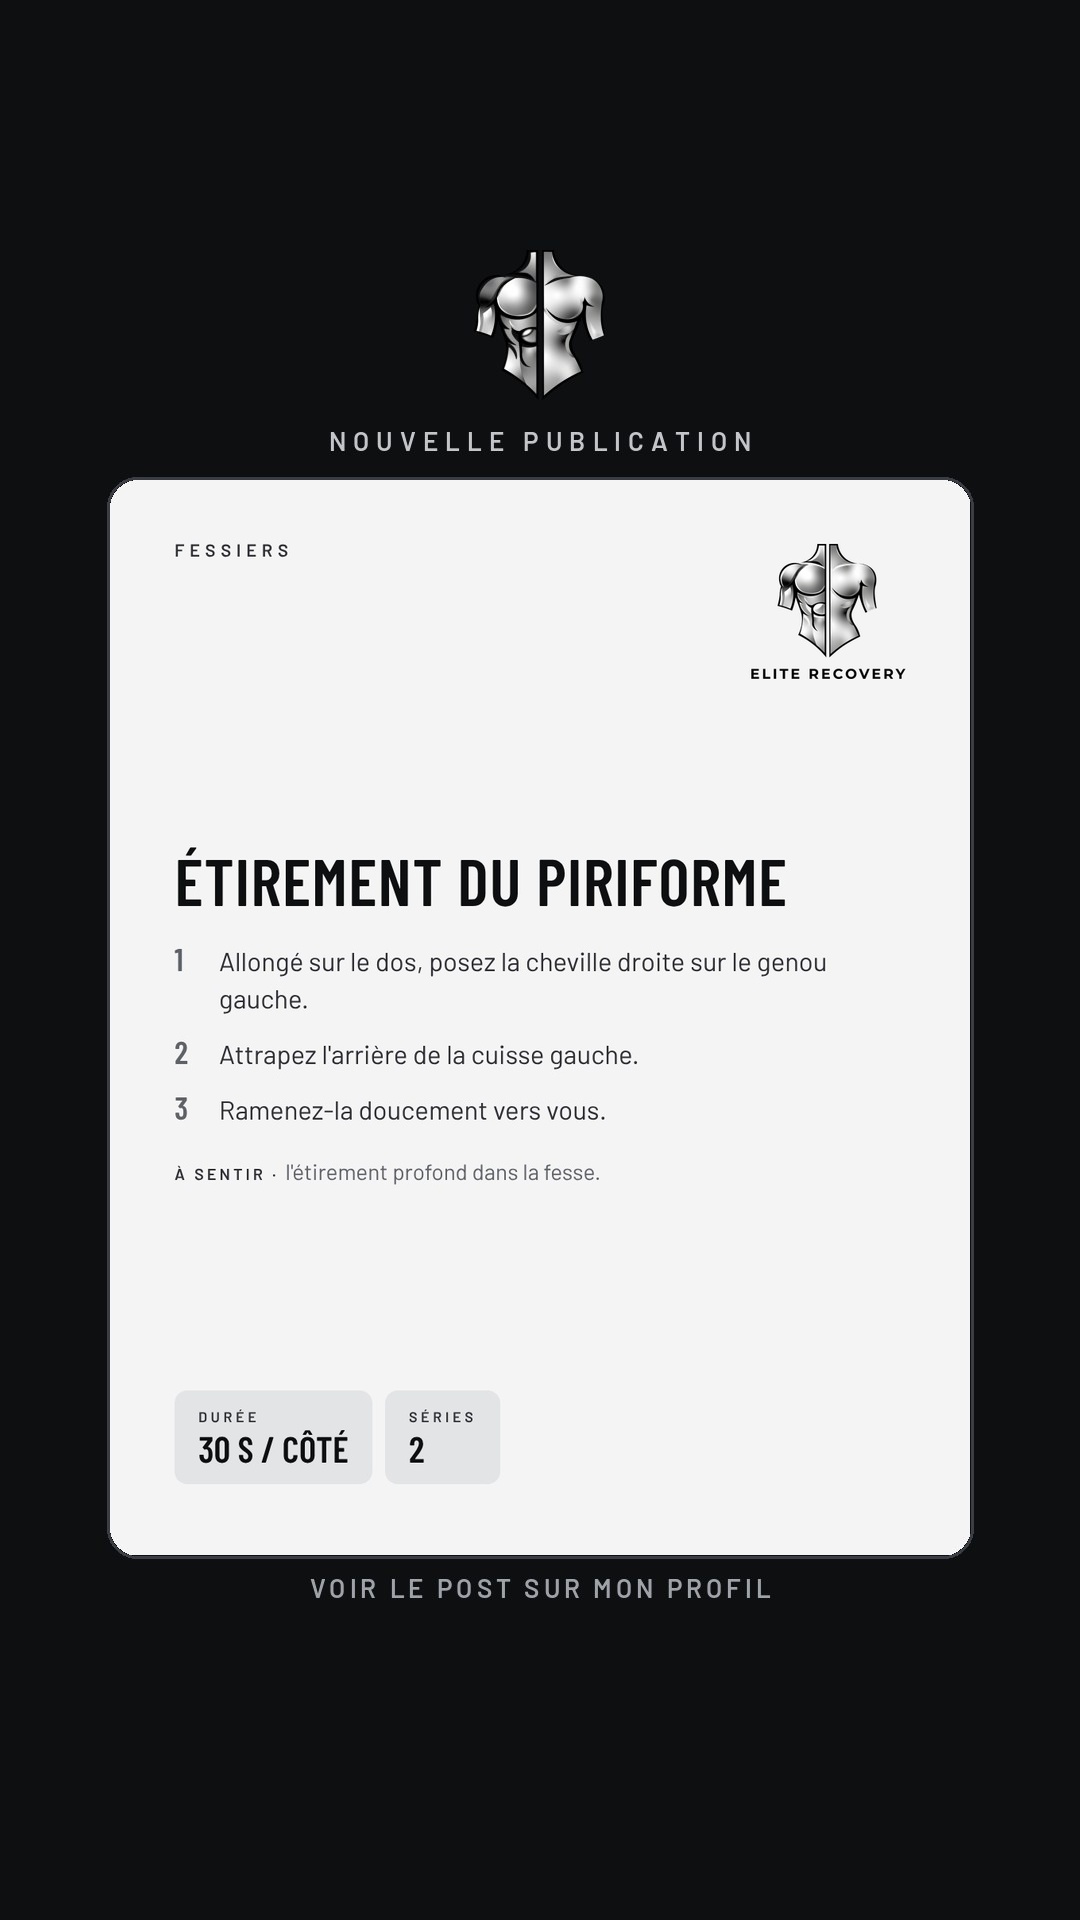 NOUVELLE PUBLICATION
FESSIERS
ELITE RECOVERY
ÉTIREMENT DU PIRIFORME
1 Allongé sur le dos, posez la cheville droite sur le genou
gauche.
2 Attrapez l'arrière de la cuisse gauche.
3 Ramenez-la doucement vers vous.
À SENTIR · l'étirement profond dans la fesse.
DURÉE
30 S / CÔTÉ
SÉRIES
2
VOIR LE POST SUR MON PROFIL